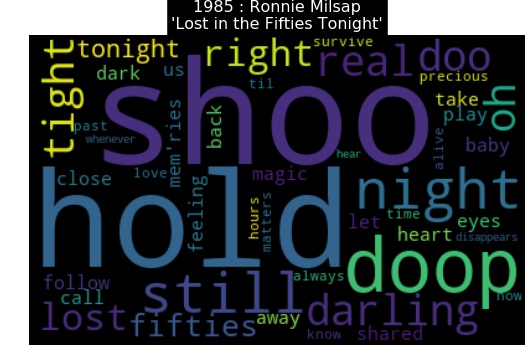 1985 : Ronnie Milsap
'Lost in the Fifties Tonight'
survive
tonight
right
real
doo
dark
us
til
precious
tight
shoo
take
oh
past
whenever
mem'ries
back
play
alive
baby
hear
close
love
magic
hold
night
feeling
hours
matters
let
time
eyes
heart
disappears
doop
always
follow
still
now
call
darling
lost
fifties
away
know
shared